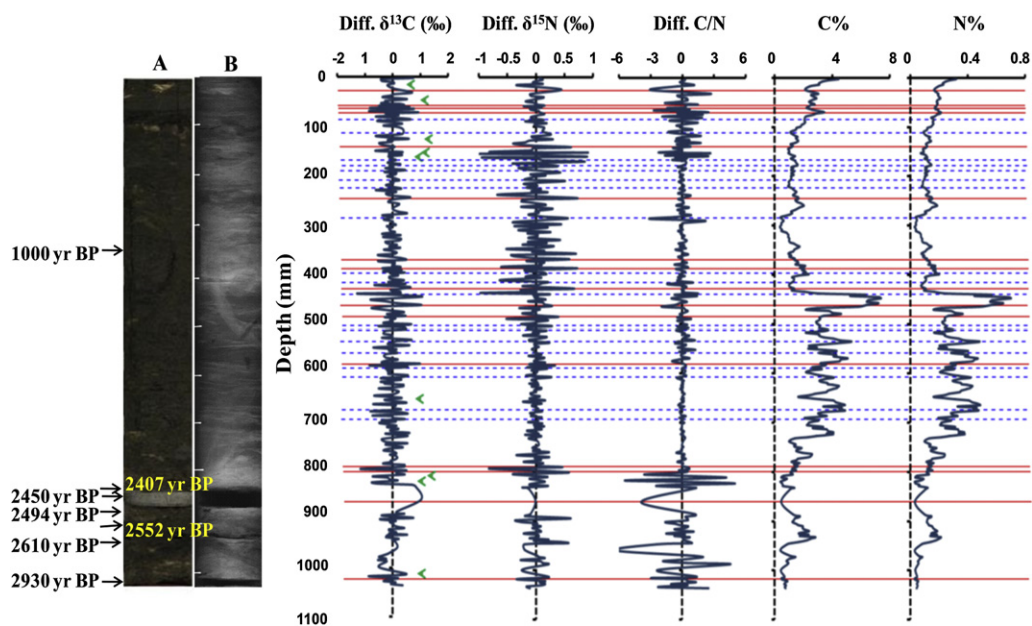 Diff. δ¹³C (‰) Diff. δ¹⁵N (‰) Diff. C/N C% N%
A B
-2 -1 0 1 2 -1 -0.5 0 0.5 1 -6 -3 0 3 6 0 4 8 0 0.4 0.8
0
100
200
300
1000 yr BP
400
Depth (mm)
500
600
700
800
2407 yr BP
2450 yr BP
2494 yr BP
900
2552 yr BP
2610 yr BP
1000
2930 yr BP
1100